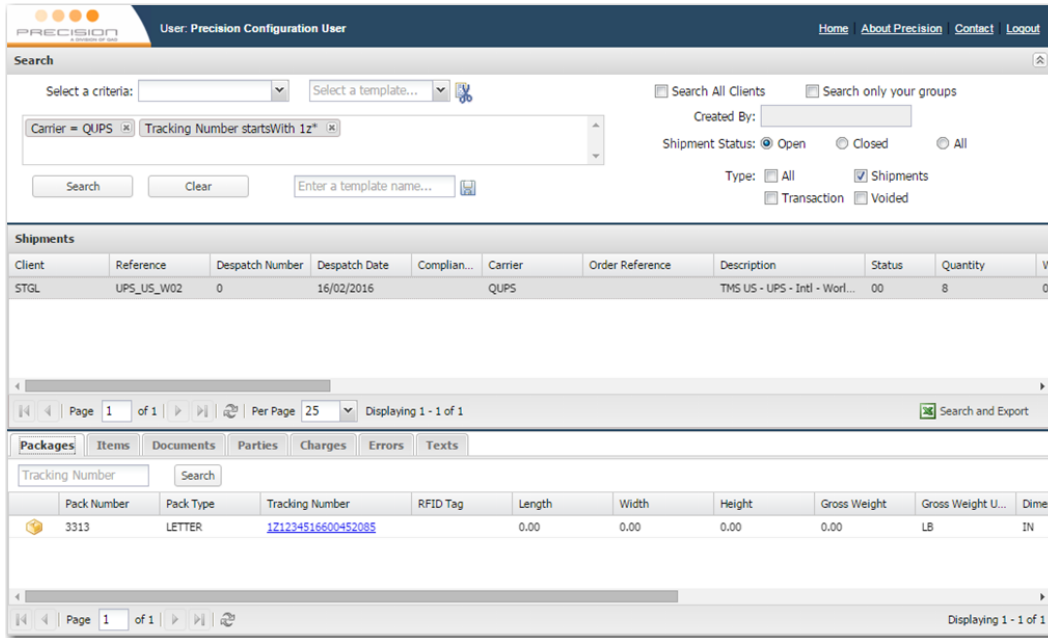 PRECISION
A DIVISION OF QAD
User: Precision Configuration User
Home About Precision Contact Logout
Search
Select a criteria: Select a template... Search All Clients Search only your groups
Created By:
Carrier = QUPS Tracking Number startsWith 1z*
Shipment Status: Open Closed All
Search Clear Enter a template name... Type: All Shipments
Transaction Voided
Shipments
Client Reference Despatch Number Despatch Date Complian... Carrier Order Reference Description Status Quantity
STGL UPS_US_W02 0 16/02/2016 QUPS TMS US - UPS - Intl - Worl... 00 8
Page 1 of 1 Per Page 25 Displaying 1 - 1 of 1 Search and Export
Packages Items Documents Parties Charges Errors Texts
Tracking Number Search
Pack Number Pack Type Tracking Number RFID Tag Length Width Height Gross Weight Gross Weight U... Dime
3313 LETTER 1Z1234516600452085 0.00 0.00 0.00 0.00 LB IN
Page 1 of 1 Displaying 1 - 1 of 1